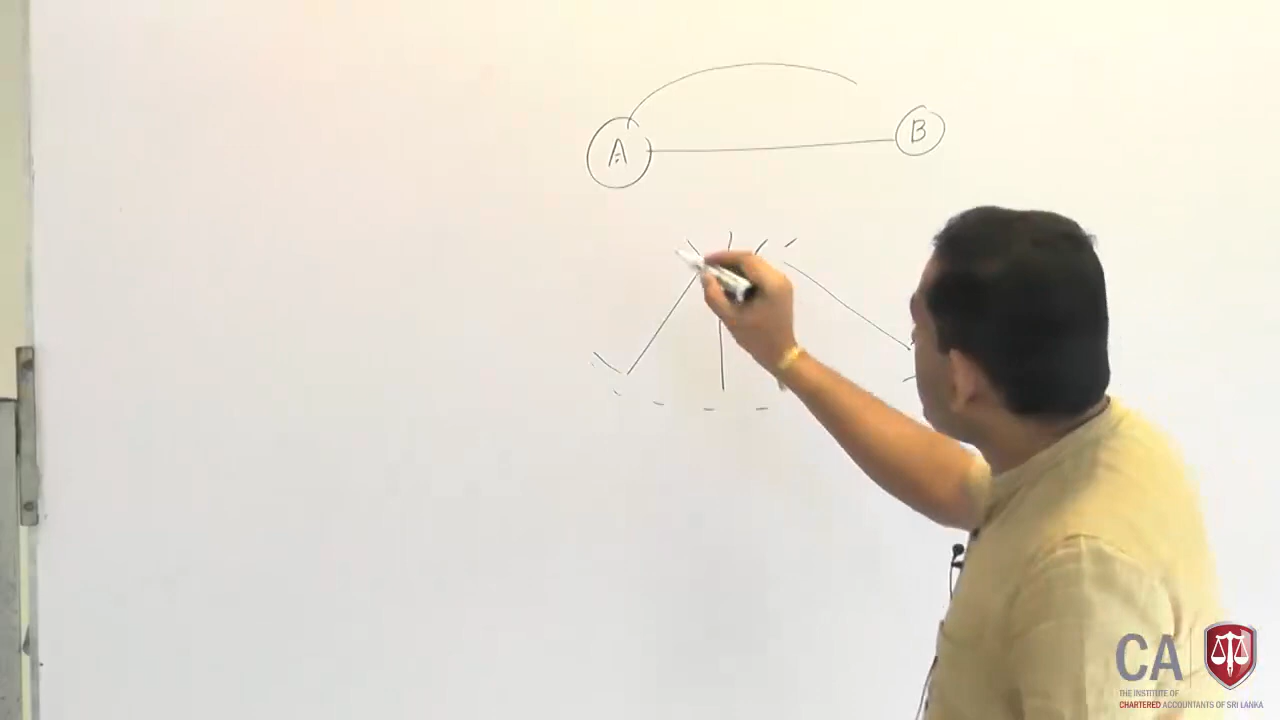 A
B
CA
THE INSTITUTE OF
CHARTERED ACCOUNTANTS OF SRI LANKA